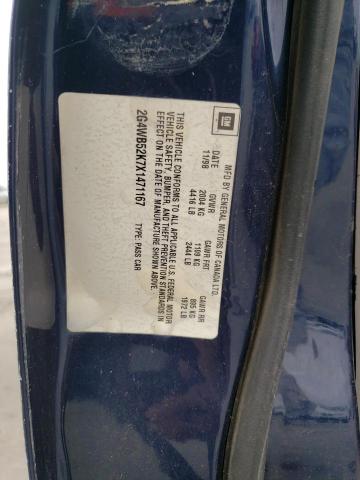 GM
MFD BY GENERAL MOTORS OF CANADA LTD.
DATE GVWR GAWR FRT GAWR RR
11/98 2004 KG 1109 KG 895 KG
4416 LB 2444 LB 1972 LB
THIS VEHICLE CONFORMS TO ALL APPLICABLE U.S. FEDERAL MOTOR
VEHICLE SAFETY, BUMPER, AND THEFT PREVENTION STANDARDS IN
EFFECT ON THE DATE OF MANUFACTURE SHOWN ABOVE.
2G4WB52K7X1471167 TYPE: PASS CAR